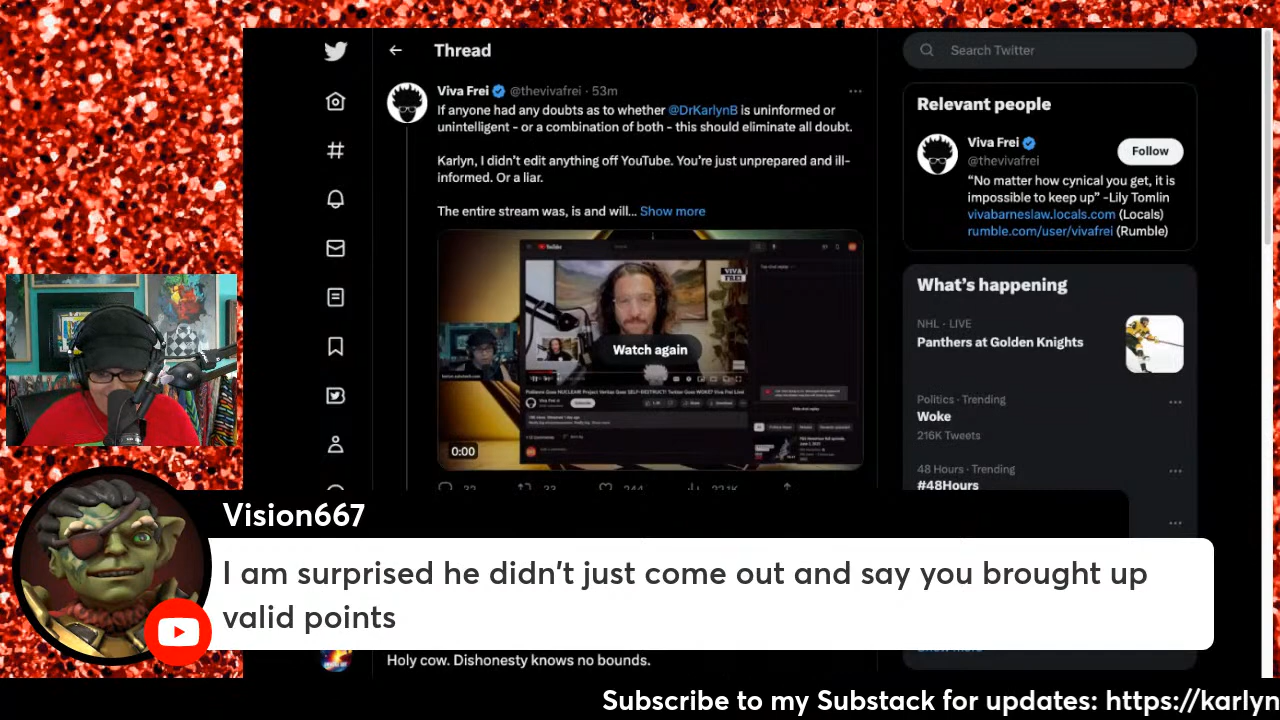 Thread
Search Twitter
Viva Frei @thevivafrei · 53m
If anyone had any doubts as to whether @DrKarlynB is uninformed or
unintelligent - or a combination of both - this should eliminate all doubt.
Karlyn, I didn't edit anything off YouTube. You're just unprepared and ill-
informed. Or a liar.
The entire stream was, is and will... Show more
VIVA
FREI
Watch again
0:00
Relevant people
Viva Frei
@thevivafrei
Follow
“No matter how cynical you get, it is
impossible to keep up” -Lily Tomlin
vivabarneslaw.locals.com (Locals)
rumble.com/user/vivafrei (Rumble)
What's happening
NHL · LIVE
Panthers at Golden Knights
Politics · Trending
Woke
216K Tweets
48 Hours · Trending
#48Hours
Vision667
I am surprised he didn't just come out and say you brought up
valid points
Holy cow. Dishonesty knows no bounds.
Subscribe to my Substack for updates: https://karlyn